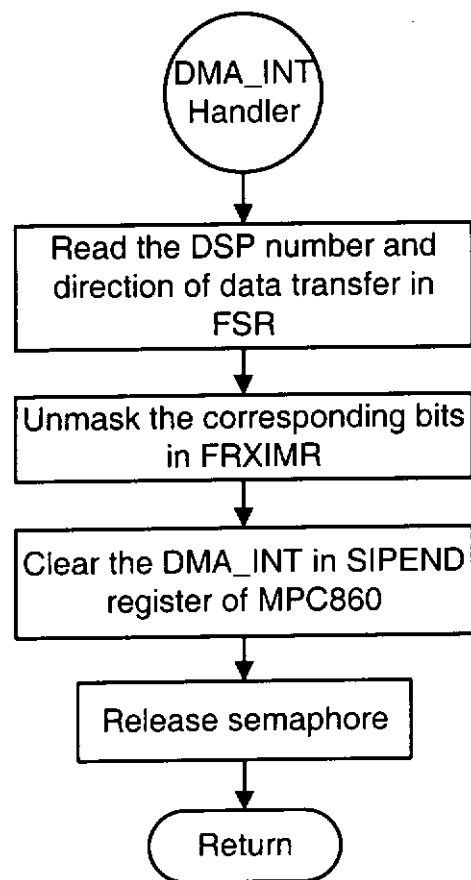 DMA_INT
Handler
Read the DSP number and
direction of data transfer in
FSR
Unmask the corresponding bits
in FRXIMR
Clear the DMA_INT in SIPEND
register of MPC860
Release semaphore
Return